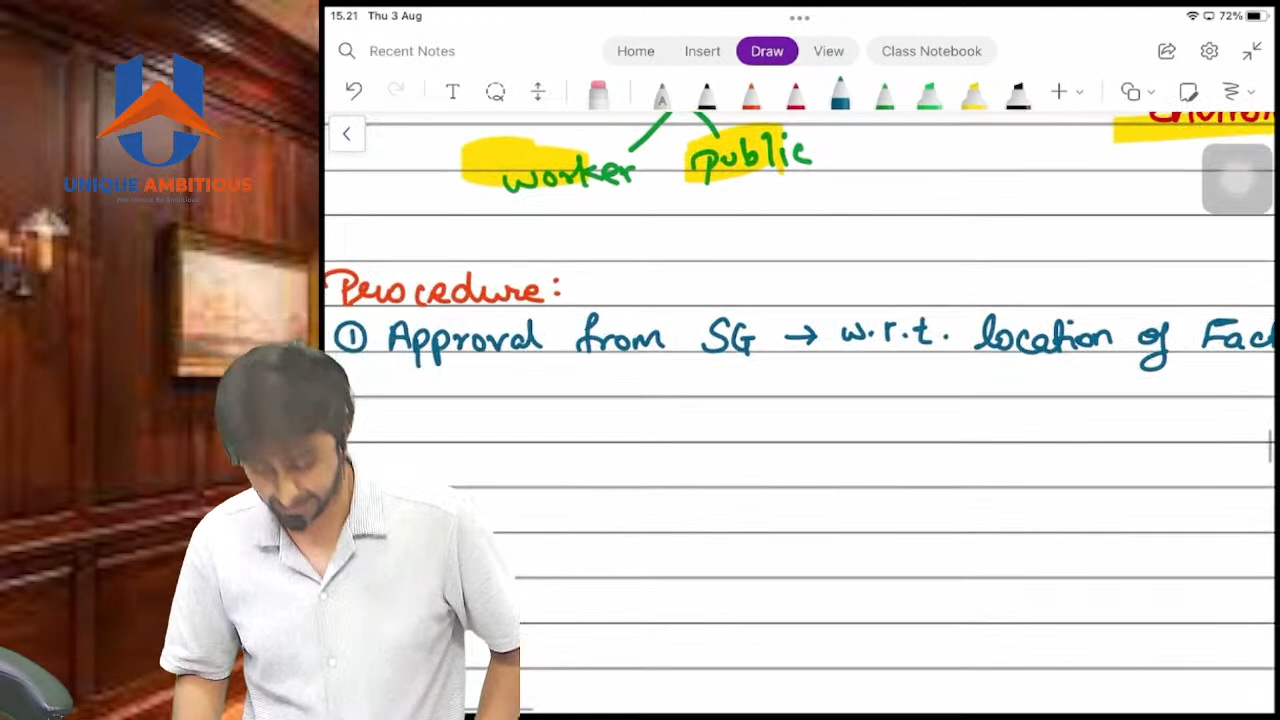 15.21 Thu 3 Aug
72%
Recent Notes
Home Insert Draw View Class Notebook
UNIQUE AMBITIOUS
worker public
Procedure:
① Approval from SG → w.r.t. location of Fact